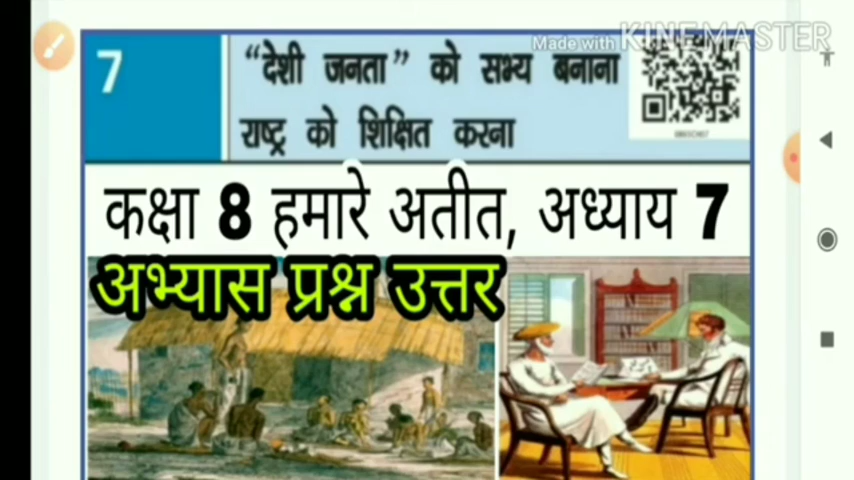 Made with KINEMASTER
7
“देशी जनता” को सभ्य बनाना
राष्ट्र को शिक्षित करना
कक्षा 8 हमारे अतीत, अध्याय 7
अभ्यास प्रश्न उत्तर